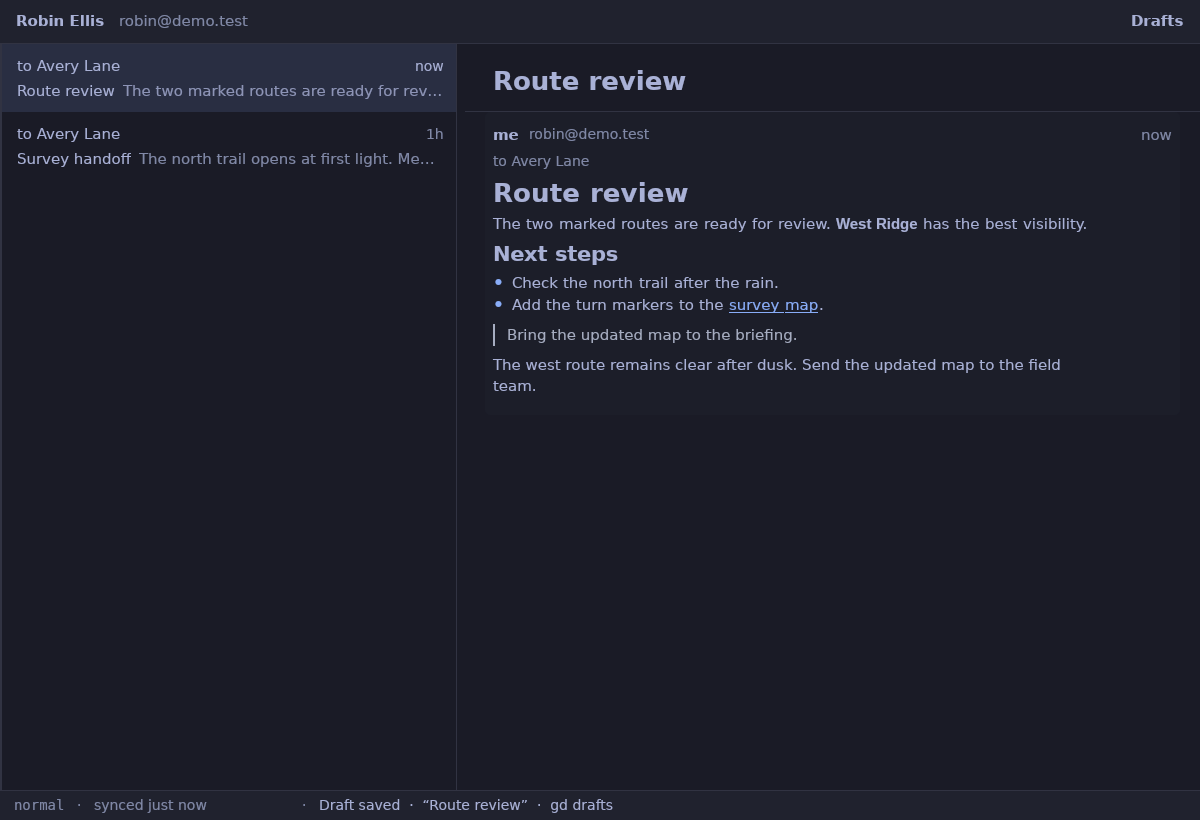 Robin Ellis robin@demo.test Drafts
to Avery Lane now
Route review The two marked routes are ready for rev…
to Avery Lane 1h
Survey handoff The north trail opens at first light. Me…
Route review
me robin@demo.test now
to Avery Lane
Route review
The two marked routes are ready for review. West Ridge has the best visibility.
Next steps
• Check the north trail after the rain.
• Add the turn markers to the survey map.
Bring the updated map to the briefing.
The west route remains clear after dusk. Send the updated map to the field
team.
normal · synced just now · Draft saved · “Route review” · gd drafts